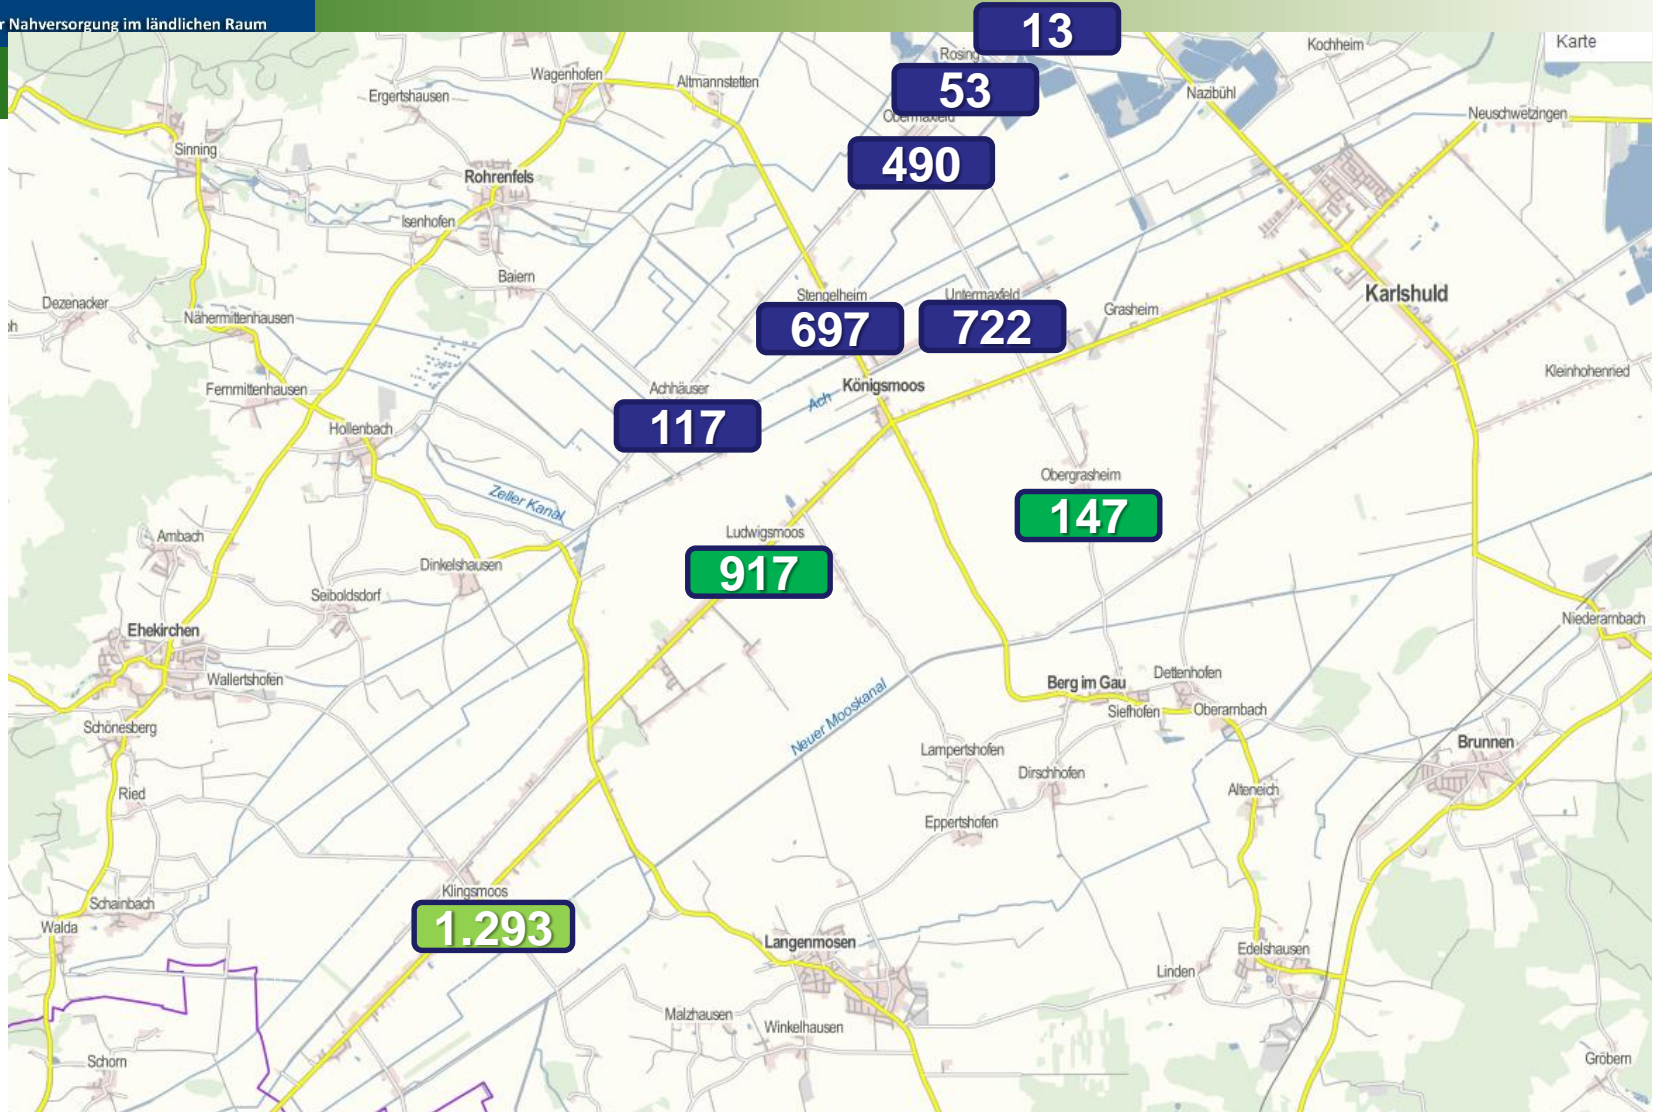 r Nahversorgung im ländlichen Raum
13
Karte
Kochheim
Rosing
Wagenhofen
Altmannstetten
53
Nazibühl
Ergertshausen
Neuschwetzingen
Obermaxfeld
Sinning
490
Rohrenfels
Isenhofen
Baiern
Stengelheim
Untermaxfeld
Karlshuld
Dezenacker
ph
Nähermittenhausen
Grasheim
697
722
Kleinhohenried
Achhäuser
Königsmoos
Fernmittenhausen
Ach
117
Hollenbach
Obergrasheim
Zeller Kanal
147
Ludwigsmoos
Ambach
Dinkelshausen
917
Seiboldsdorf
Niederarnbach
Ehekirchen
Wallertshofen
Dettenhofen
Berg im Gau
Siefhofen
Oberarnbach
Neuer Mooskanal
Schönesberg
Brunnen
Lampertshofen
Dirschhofen
Ried
Alteneich
Eppertshofen
Klingsmoos
Schainbach
1.293
Walda
Langenmosen
Edelshausen
Linden
Malzhausen
Winkelhausen
Schorn
Gröbern